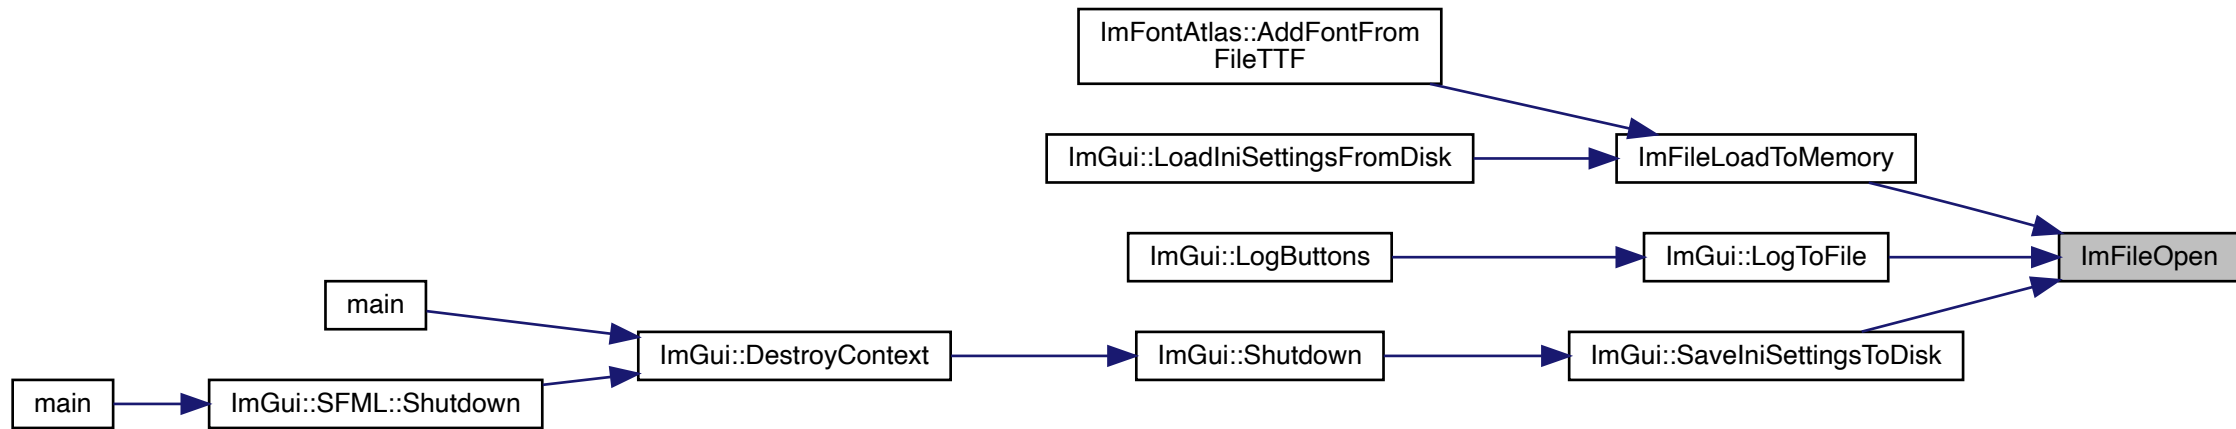 ImFontAtlas::AddFontFrom
FileTTF
ImGui::LoadIniSettingsFromDisk
ImFileLoadToMemory
ImGui::LogButtons
ImGui::LogToFile
ImFileOpen
main
ImGui::DestroyContext
ImGui::Shutdown
ImGui::SaveIniSettingsToDisk
main
ImGui::SFML::Shutdown